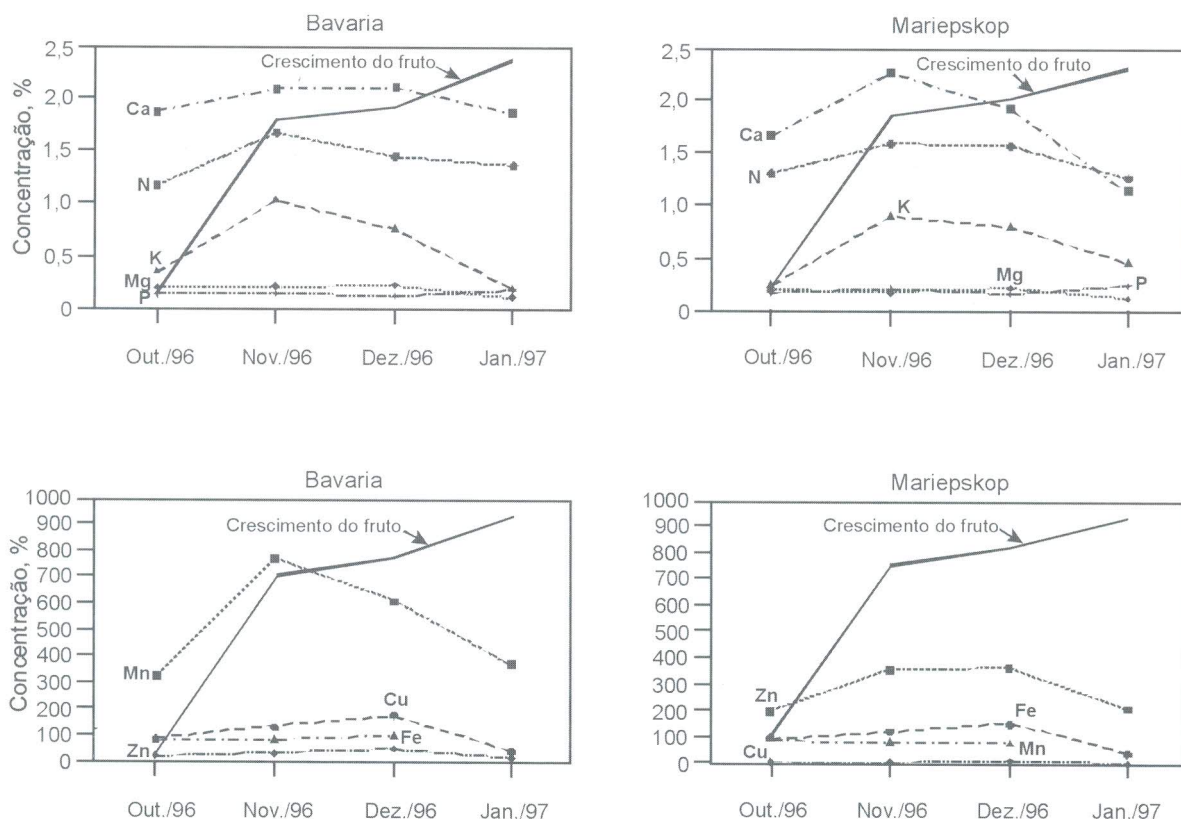 Bavaria
Concentração, %
2,5
2,0
1,5
1,0
0,5
0
Crescimento do fruto
Ca
N
K
Mg
P
Out./96 Nov./96 Dez./96 Jan./97
Mariepskop
2,5
2,0
1,5
1,0
0,5
0
Crescimento do fruto
Ca
N
K
Mg
P
Out./96 Nov./96 Dez./96 Jan./97
Bavaria
Concentração, %
1000
900
800
700
600
500
400
300
200
100
0
Crescimento do fruto
Mn
Cu
Fe
Zn
Out./96 Nov./96 Dez./96 Jan./97
Mariepskop
1000
900
800
700
600
500
400
300
200
100
0
Crescimento do fruto
Zn
Fe
Cu
Mn
Out./96 Nov./96 Dez./96 Jan./97